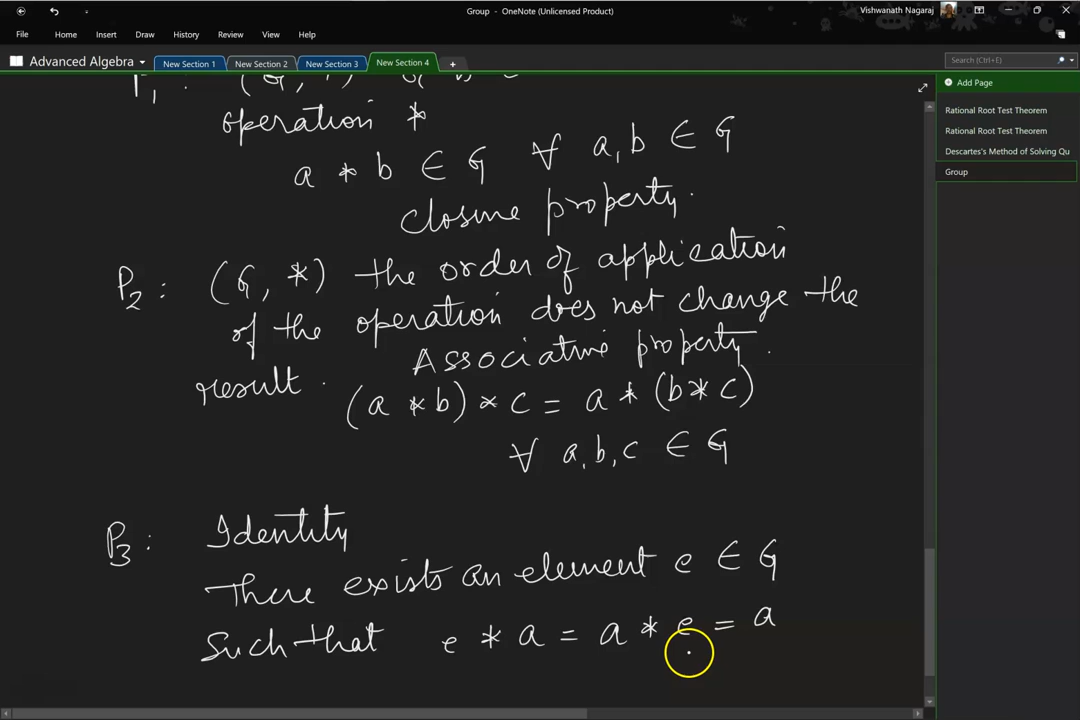 Group - OneNote (Unlicensed Product)
Vishwanath Nagaraj
File Home Insert Draw History Review View Help
Advanced Algebra New Section 1 New Section 2 New Section 3 New Section 4
Search (Ctrl+E)
Add Page
Rational Root Test Theorem
Rational Root Test Theorem
Descartes's Method of Solving Qu
Group
P₁ :
operation *
a * b ∈ G ∀ a, b ∈ G
Closure property.
P₂ : (G, *) the order of application
of the operation does not change the
result. Associative property.
(a * b) * c = a * (b * c)
∀ a, b, c ∈ G
P₃ : Identity
There exists an element e ∈ G
Such that e * a = a * e = a